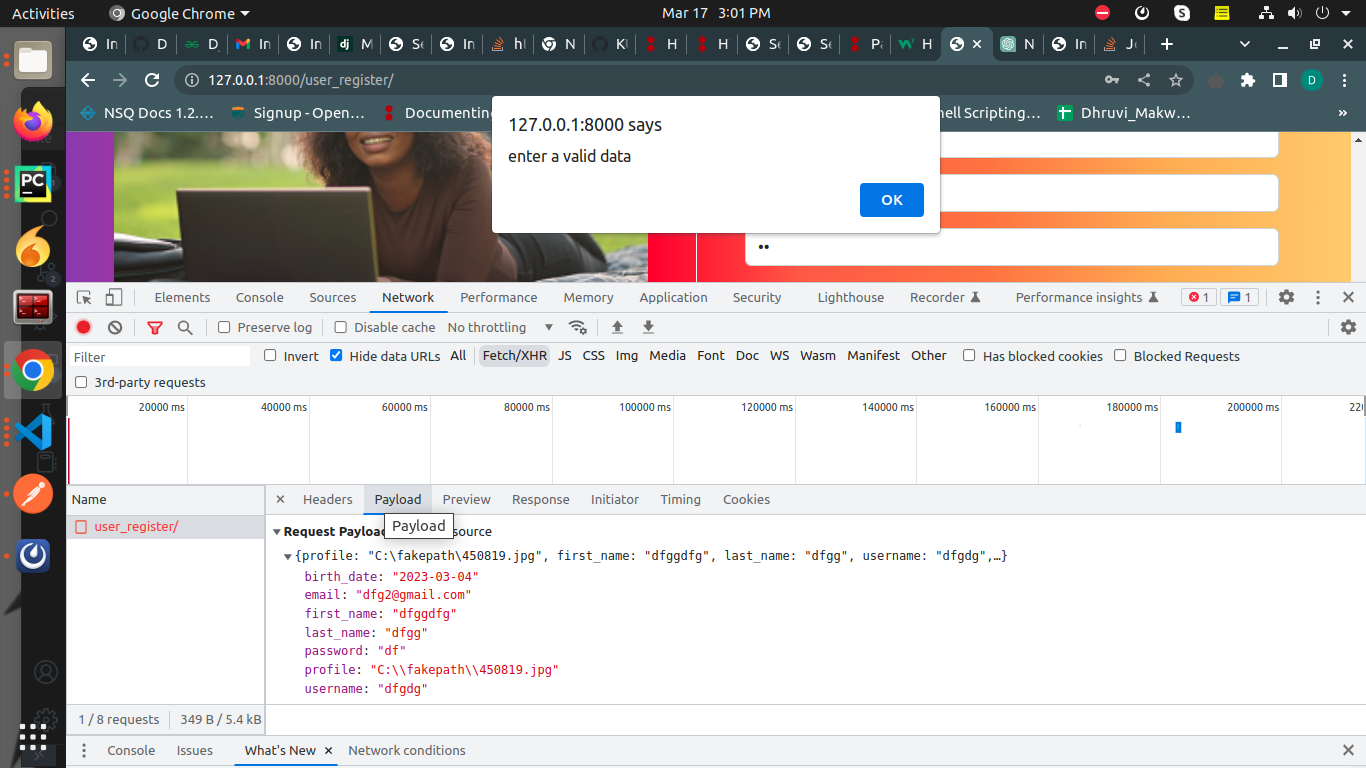 Activities
Google Chrome
Mar 17 3:01 PM
In
D
D
In
In
M
Se
In
hl
N
Kl
H
H
Se
Se
Pa
H
N
In
Je
127.0.0.1:8000/user_register/
D
NSQ Docs 1.2....
Signup - Open...
Documenting
hell Scripting...
Dhruvi_Makw...
»
127.0.0.1:8000 says
enter a valid data
OK
••
Elements
Console
Sources
Network
Performance
Memory
Application
Security
Lighthouse
Recorder
Performance insights
1
1
Preserve log
Disable cache
No throttling
Filter
Invert
Hide data URLs
All
Fetch/XHR
JS
CSS
Img
Media
Font
Doc
WS
Wasm
Manifest
Other
Has blocked cookies
Blocked Requests
3rd-party requests
20000 ms
40000 ms
60000 ms
80000 ms
100000 ms
120000 ms
140000 ms
160000 ms
180000 ms
200000 ms
Name
Headers
Payload
Preview
Response
Initiator
Timing
Cookies
user_register/
Payload
Request Payload
source
{profile: "C:\fakepath\450819.jpg", first_name: "dfggdfg", last_name: "dfgg", username: "dfgdg",…}
birth_date: "2023-03-04"
email: "dfg2@gmail.com"
first_name: "dfggdfg"
last_name: "dfgg"
password: "df"
profile: "C:\\fakepath\\450819.jpg"
username: "dfgdg"
1 / 8 requests
349 B / 5.4 kB
Console
Issues
What's New
Network conditions